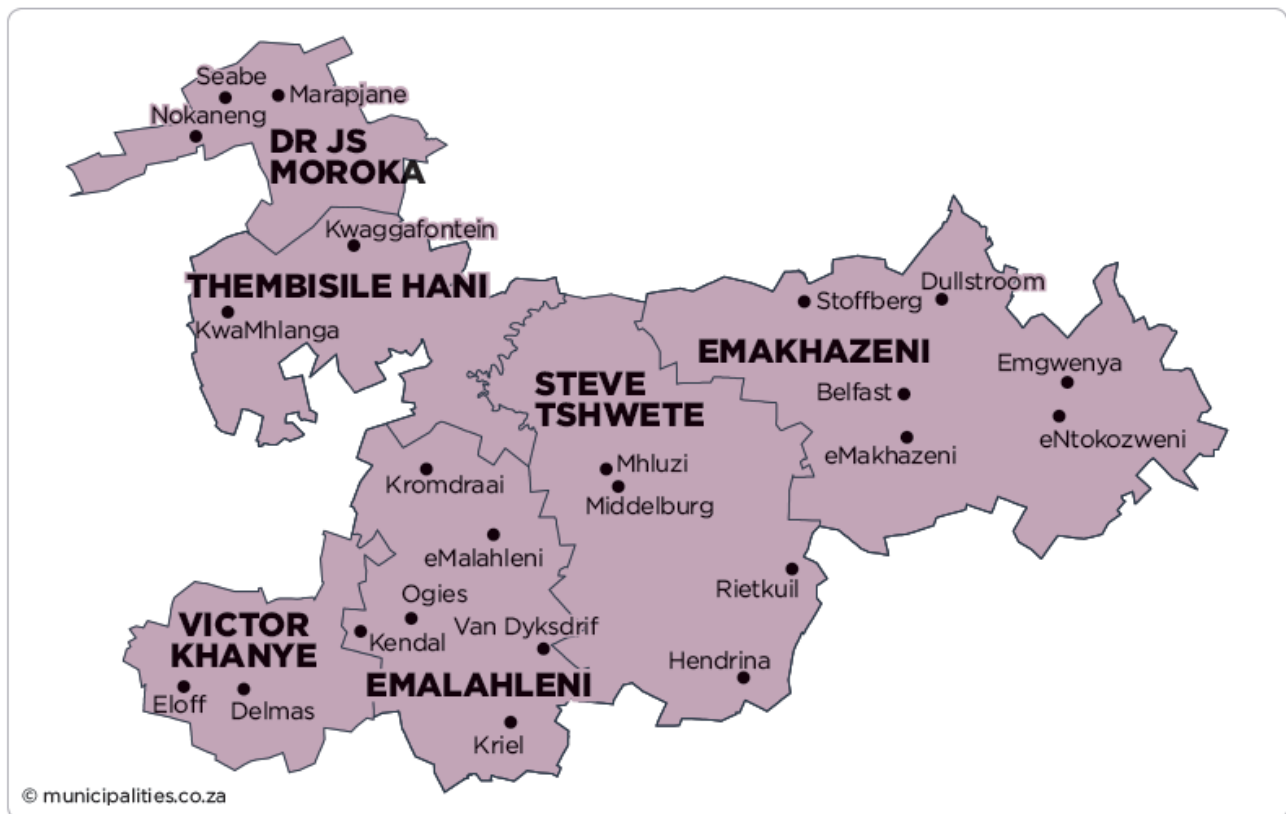 Seabe
Marapjane
Nokaneng
DR JS
MOROKA
Kwaggafontein
THEMBISILE HANI
KwaMhlanga
Dullstroom
Stoffberg
EMAKHAZENI
Emgwenya
Belfast
eNtokozweni
eMakhazeni
STEVE
TSHWETE
Mhluzi
Middelburg
Kromdraai
eMalahleni
Rietkuil
Ogies
Van Dyksdrif
Kendal
VICTOR
KHANYE
Hendrina
EMALAHLENI
Eloff
Delmas
Kriel
© municipalities.co.za